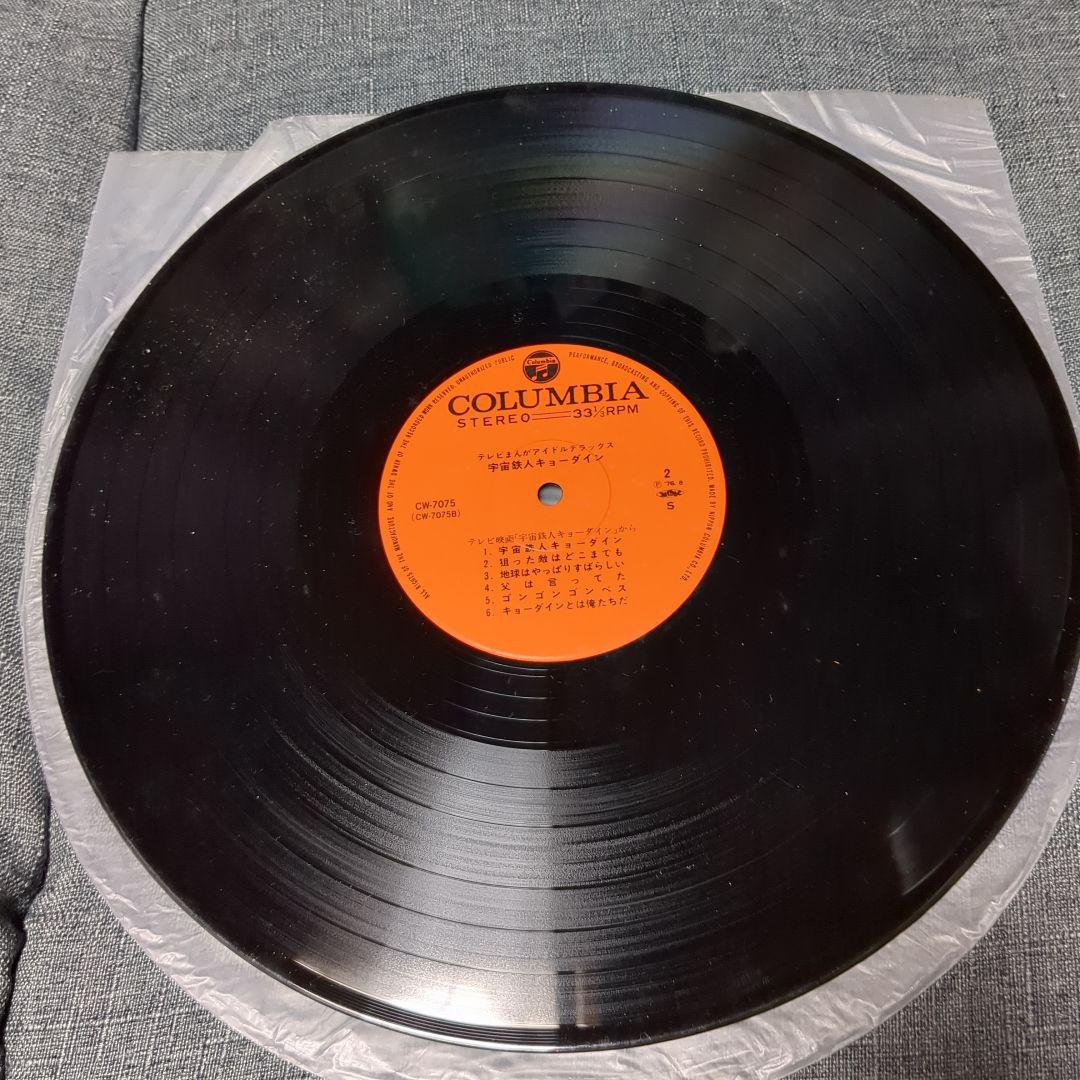 Columbia
COLUMBIA
STEREO 33⅓RPM
テレビまんがアイドルデラックス
宇宙鉄人キョーダイン
CW-7075
(CW-7075B)
2
Ⓟ '76. 8
S
テレビ映画「宇宙鉄人キョーダイン」から
1. 宇宙鉄人キョーダイン
2. 狙った敵はどこまでも
3. 地球はやっぱりすばらしい
4. 父は言ってた
5. ゴンゴンゴンベス
6. キョーダインとは俺たちだ
ALL RIGHTS OF THE MANUFACTURER AND OF THE OWNER OF THE RECORDED WORK RESERVED. UNAUTHORIZED PUBLIC PERFORMANCE, BROADCASTING AND COPYING OF THIS RECORD PROHIBITED. MADE BY NIPPON COLUMBIA CO., LTD.